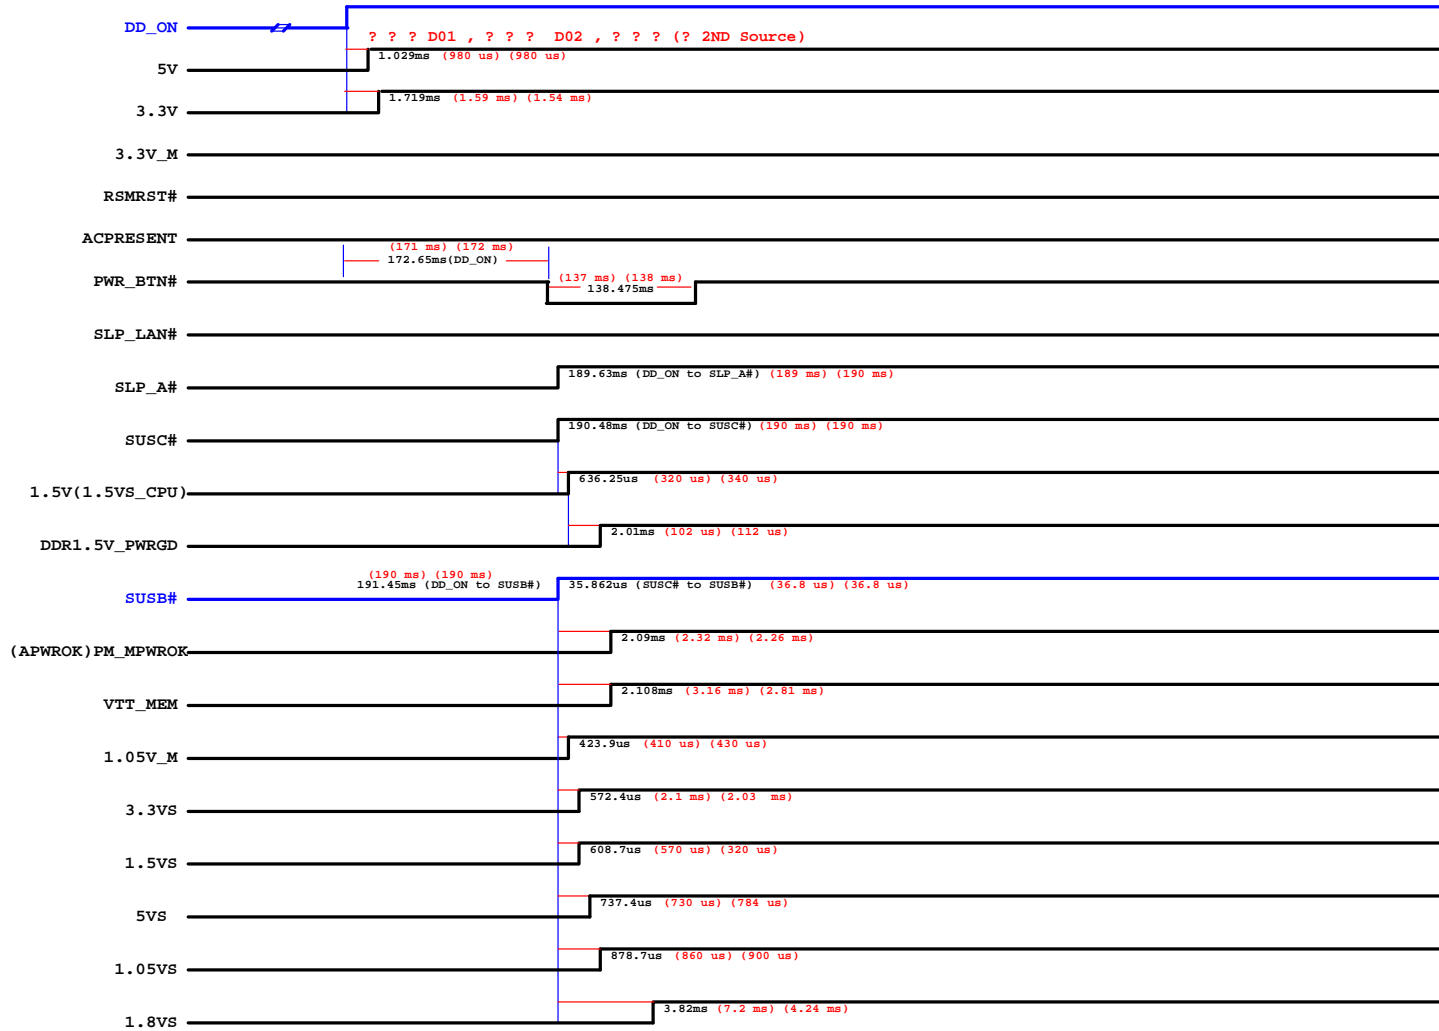 DD_ON
? ? ? D01 , ? ? ? D02 , ? ? ? (? 2ND Source)
5V 1.029ms (980 us) (980 us)
3.3V 1.719ms (1.59 ms) (1.54 ms)
3.3V_M
RSMRST#
ACPRESENT
(171 ms) (172 ms)
172.65ms(DD_ON)
PWR_BTN# (137 ms) (138 ms)
138.475ms
SLP_LAN#
SLP_A# 189.63ms (DD_ON to SLP_A#) (189 ms) (190 ms)
SUSC# 190.48ms (DD_ON to SUSC#) (190 ms) (190 ms)
1.5V(1.5VS_CPU) 636.25us (320 us) (340 us)
DDR1.5V_PWRGD 2.01ms (102 us) (112 us)
(190 ms) (190 ms)
191.45ms (DD_ON to SUSB#) 35.862us (SUSC# to SUSB#) (36.8 us) (36.8 us)
SUSB#
(APWROK)PM_MPWROK 2.09ms (2.32 ms) (2.26 ms)
VTT_MEM 2.108ms (3.16 ms) (2.81 ms)
1.05V_M 423.9us (410 us) (430 us)
3.3VS 572.4us (2.1 ms) (2.03 ms)
1.5VS 608.7us (570 us) (320 us)
5VS 737.4us (730 us) (784 us)
1.05VS 878.7us (860 us) (900 us)
1.8VS 3.82ms (7.2 ms) (4.24 ms)